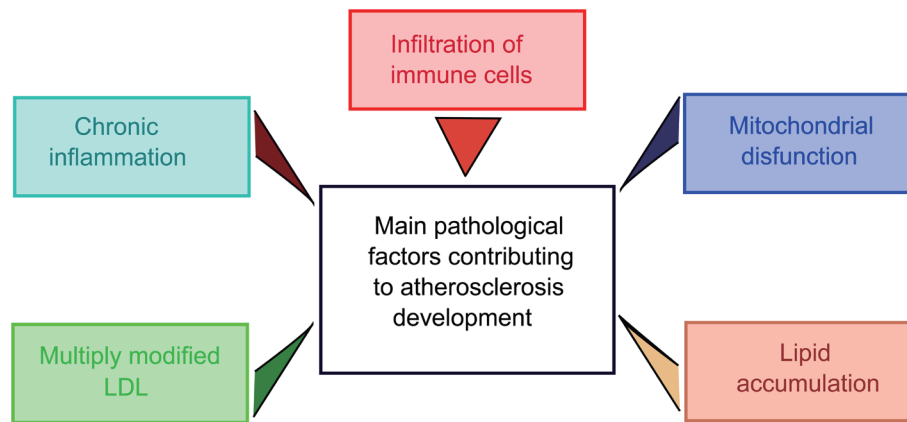 Infiltration of
immune cells
Chronic
inflammation
Mitochondrial
disfunction
Main pathological
factors contributing
to atherosclerosis
development
Multiply modified
LDL
Lipid
accumulation